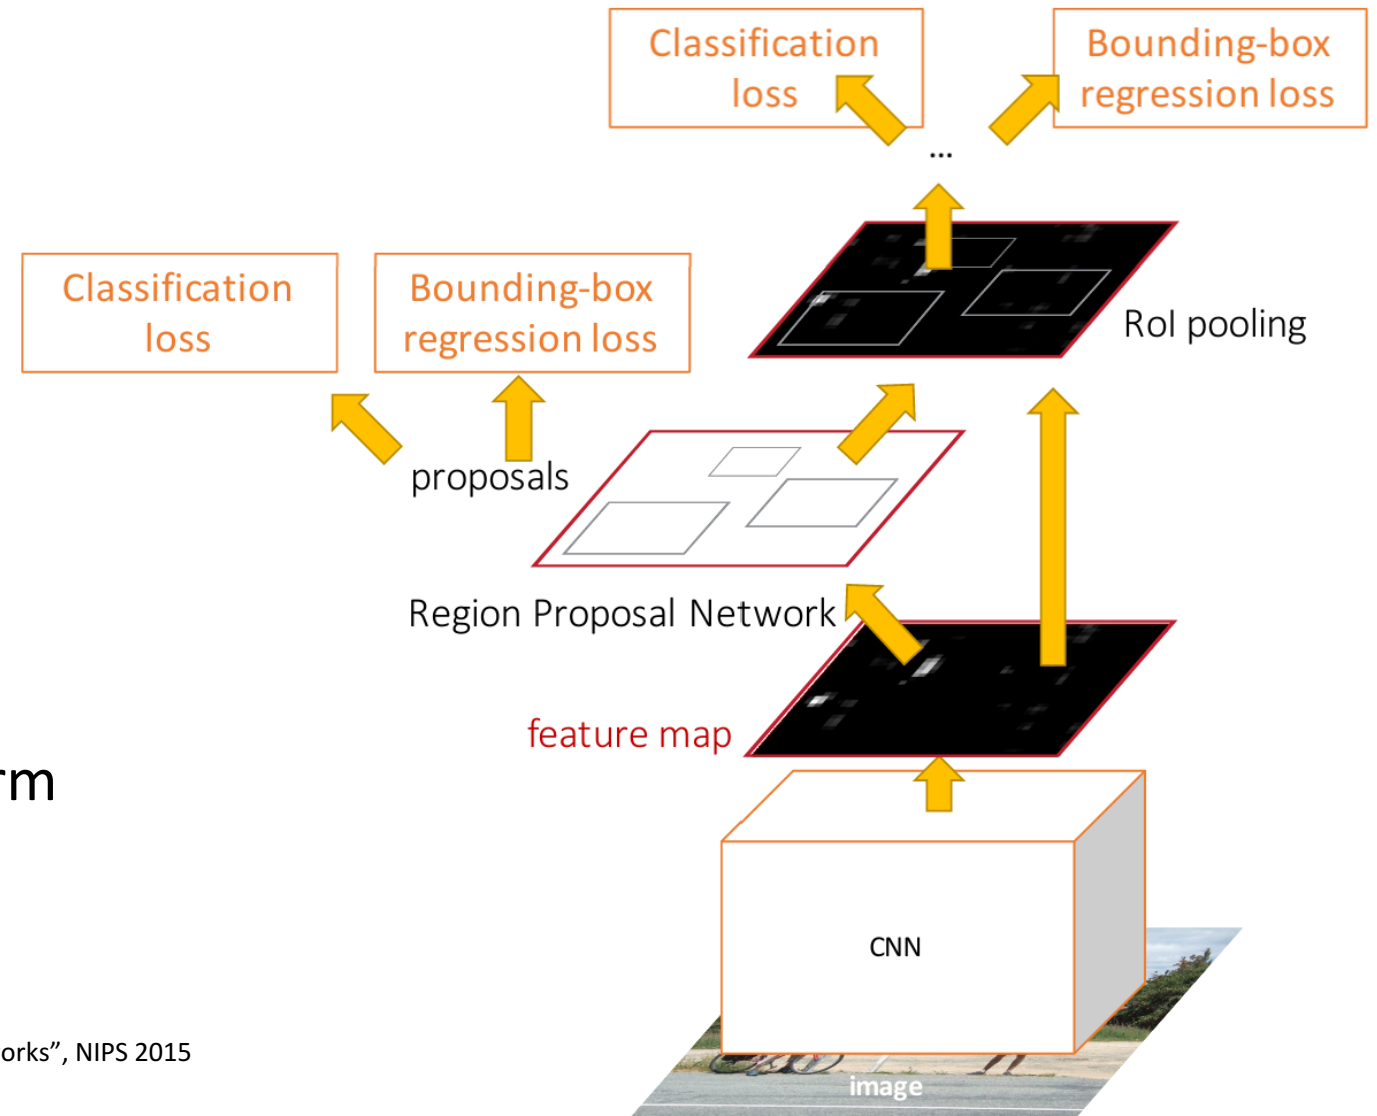 Classification
loss
Bounding-box
regression loss
...
Classification
loss
Bounding-box
regression loss
RoI pooling
proposals
Region Proposal Network
feature map
rm
CNN
orks”, NIPS 2015
image